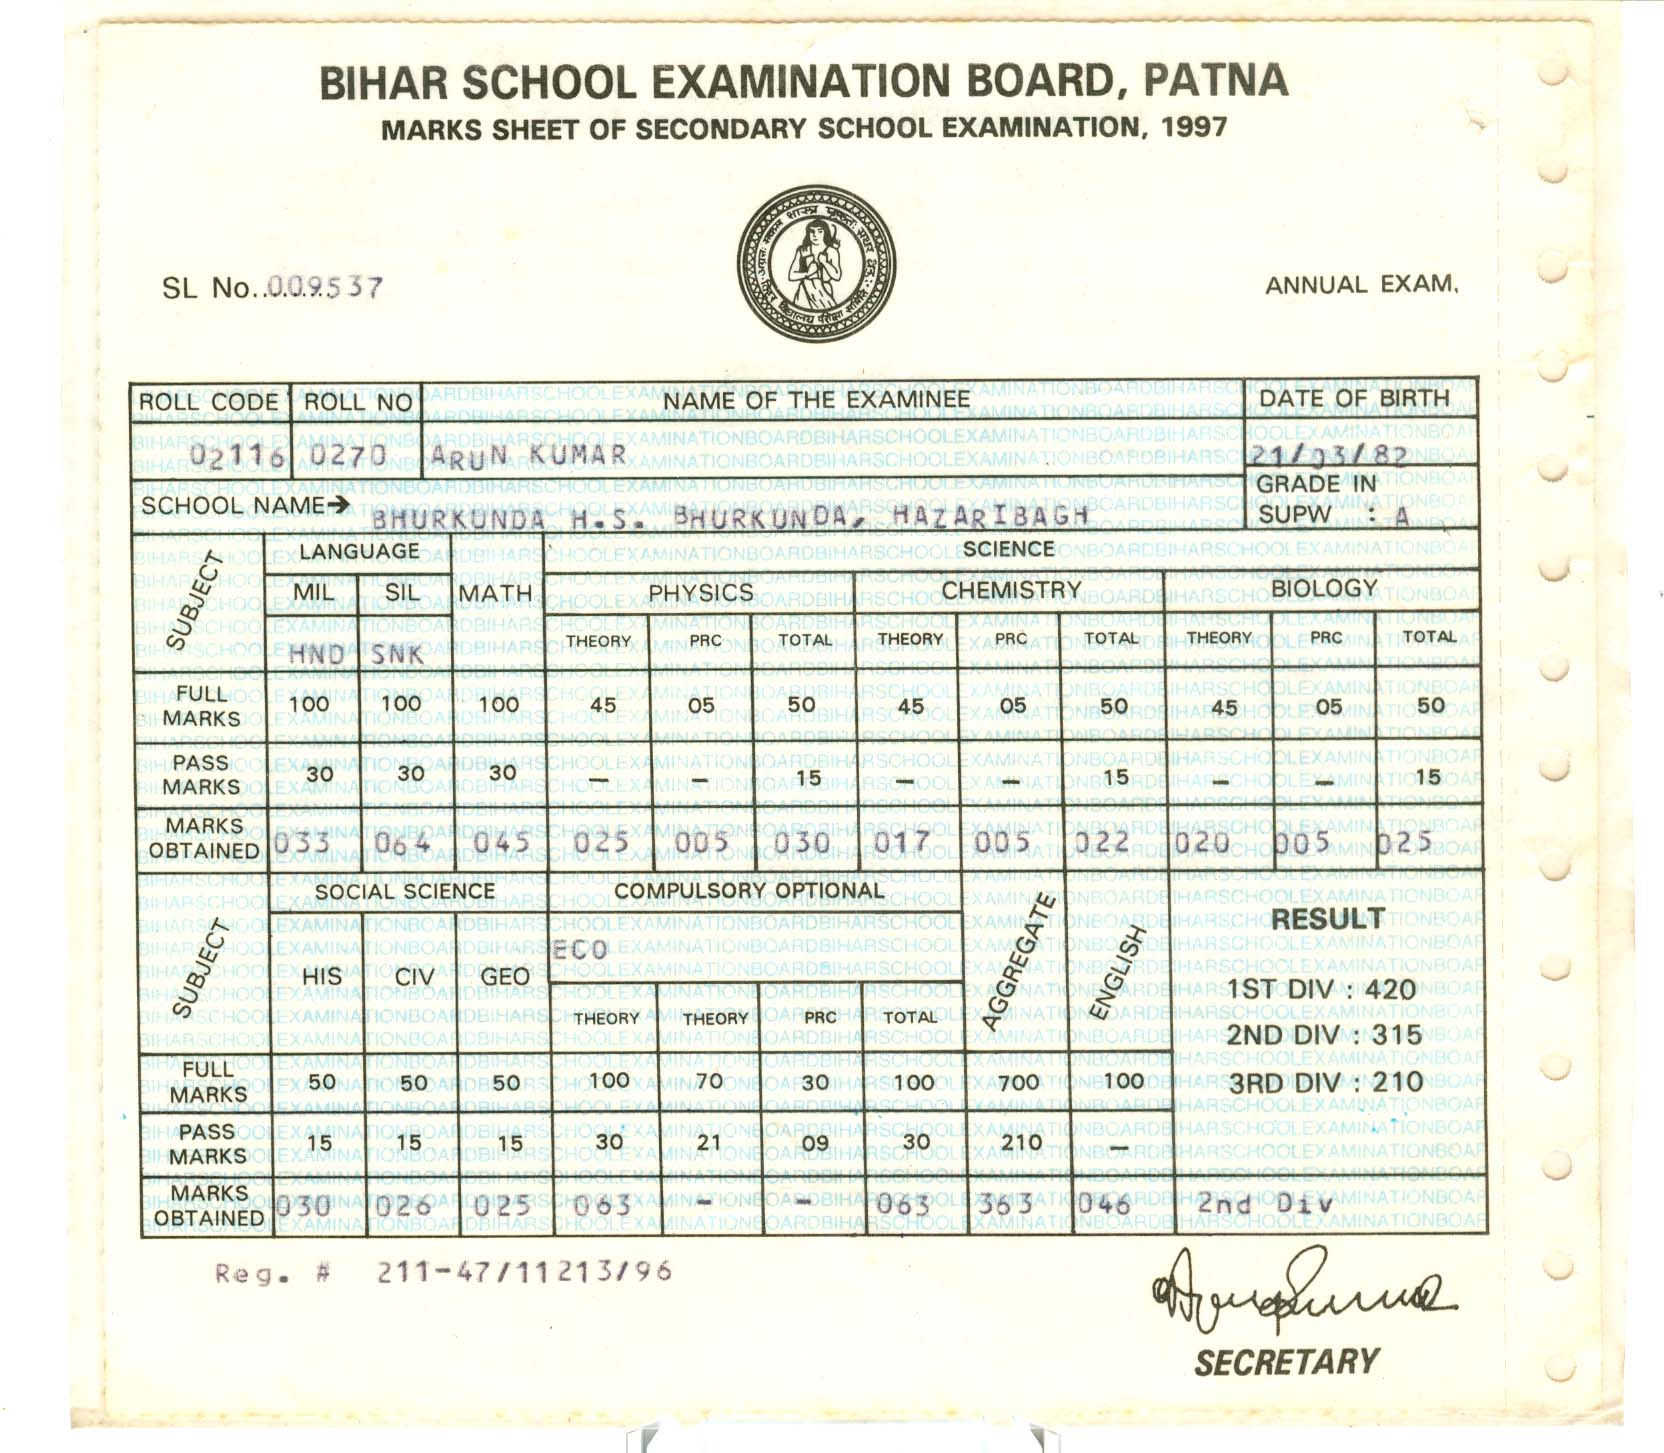 BIHAR SCHOOL EXAMINATION BOARD, PATNA
MARKS SHEET OF SECONDARY SCHOOL EXAMINATION, 1997
SL No..009537
ANNUAL EXAM.
ROLL CODE ROLL NO NAME OF THE EXAMINEE DATE OF BIRTH
02116 0270 ARUN KUMAR 21/03/82
SCHOOL NAME→ BHURKUNDA H.S. BHURKUNDA, HAZARIBAGH
GRADE IN
SUPW : A
SUBJECT LANGUAGE SCIENCE
MIL SIL MATH PHYSICS CHEMISTRY BIOLOGY
HND SNK THEORY PRC TOTAL THEORY PRC TOTAL THEORY PRC TOTAL
FULL MARKS 100 100 100 45 05 50 45 05 50 45 05 50
PASS MARKS 30 30 30 – – 15 – – 15 – – 15
MARKS OBTAINED 033 064 045 025 005 030 017 005 022 020 005 025
SUBJECT SOCIAL SCIENCE COMPULSORY OPTIONAL AGGREGATE ENGLISH RESULT
ECO
HIS CIV GEO
THEORY THEORY PRC TOTAL
1ST DIV : 420
2ND DIV : 315
3RD DIV : 210
FULL MARKS 50 50 50 100 70 30 100 700 100
PASS MARKS 15 15 15 30 21 09 30 210 –
MARKS OBTAINED 030 026 025 063 – – 063 363 046 2nd Div
Reg. # 211-47/11213/96
SECRETARY